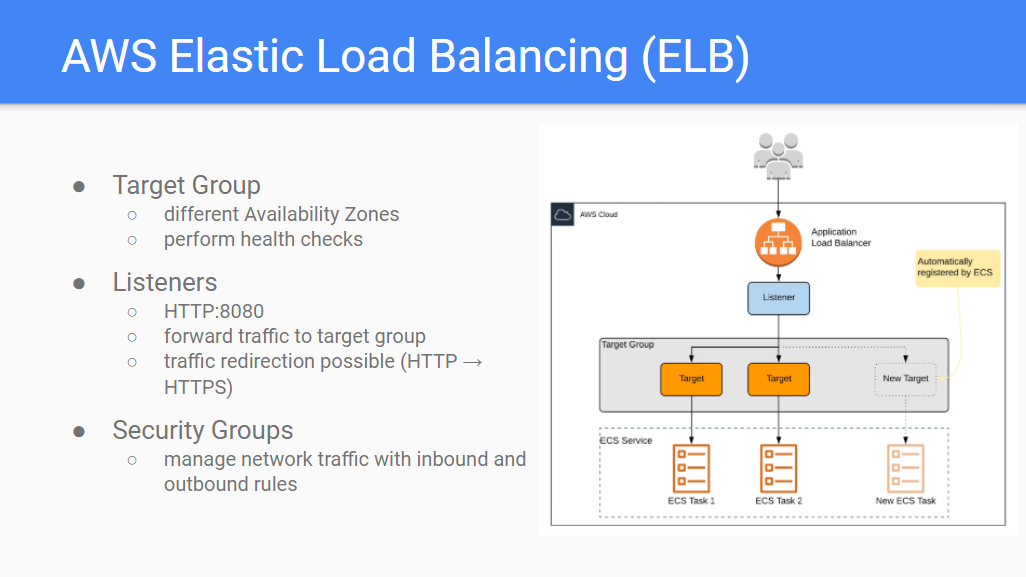 AWS Elastic Load Balancing (ELB)
● Target Group
○ different Availability Zones
○ perform health checks
● Listeners
○ HTTP:8080
○ forward traffic to target group
○ traffic redirection possible (HTTP →
HTTPS)
● Security Groups
○ manage network traffic with inbound and
outbound rules
AWS Cloud
Application
Load Balancer
Automatically
registered by ECS
Listener
Target Group
Target
Target
New Target
ECS Service
ECS Task 1
ECS Task 2
New ECS Task